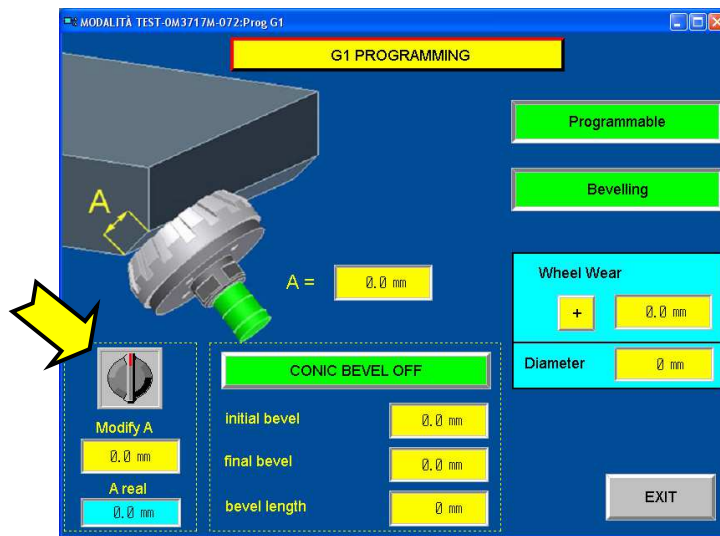 MODALITÀ TEST-0M3717M-072:Prog G1
G1 PROGRAMMING
Programmable
Bevelling
A
A =
0.0 mm
Wheel Wear
+
0.0 mm
Diameter
0 mm
Modify A
0.0 mm
A real
0.0 mm
CONIC BEVEL OFF
initial bevel
0.0 mm
final bevel
0.0 mm
bevel length
0 mm
EXIT